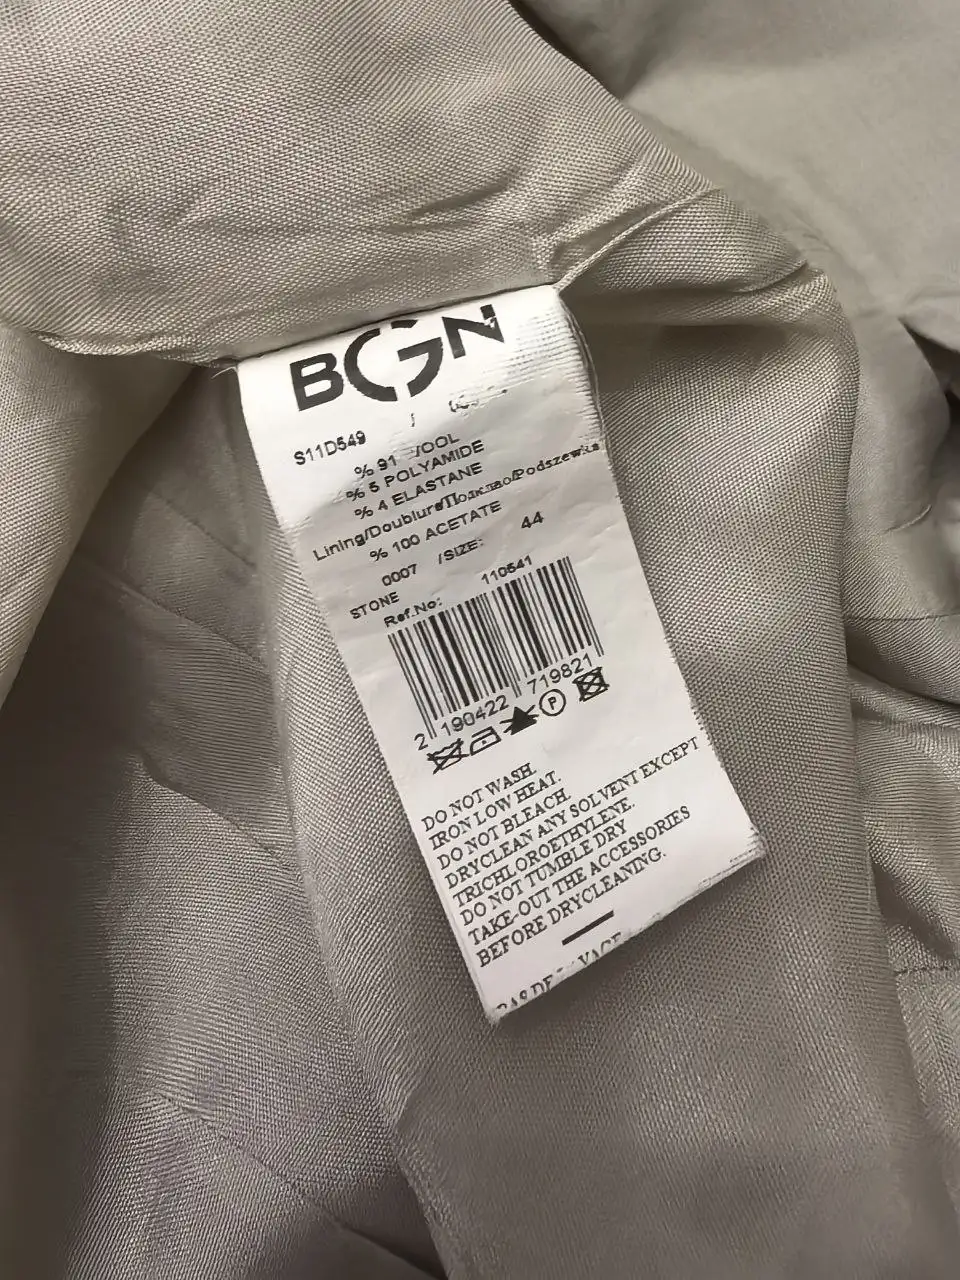 BGN
S11D549
% 91 /OOL
% 5 POLYAMIDE
% 4 ELASTANE
Lining/Doublure/Подкладка/Podszewka
% 100 ACETATE
0007 /SIZE: 44
STONE
Ref.No: 110541
2 190422 719821
P
DO NOT WASH.
IRON LOW HEAT.
DO NOT BLEACH.
DRYCLEAN ANY SOLVENT EXCEPT
TRICHLOROETHYLENE.
DO NOT TUMBLE DRY
TAKE-OUT THE ACCESSORIES
BEFORE DRYCLEANING.